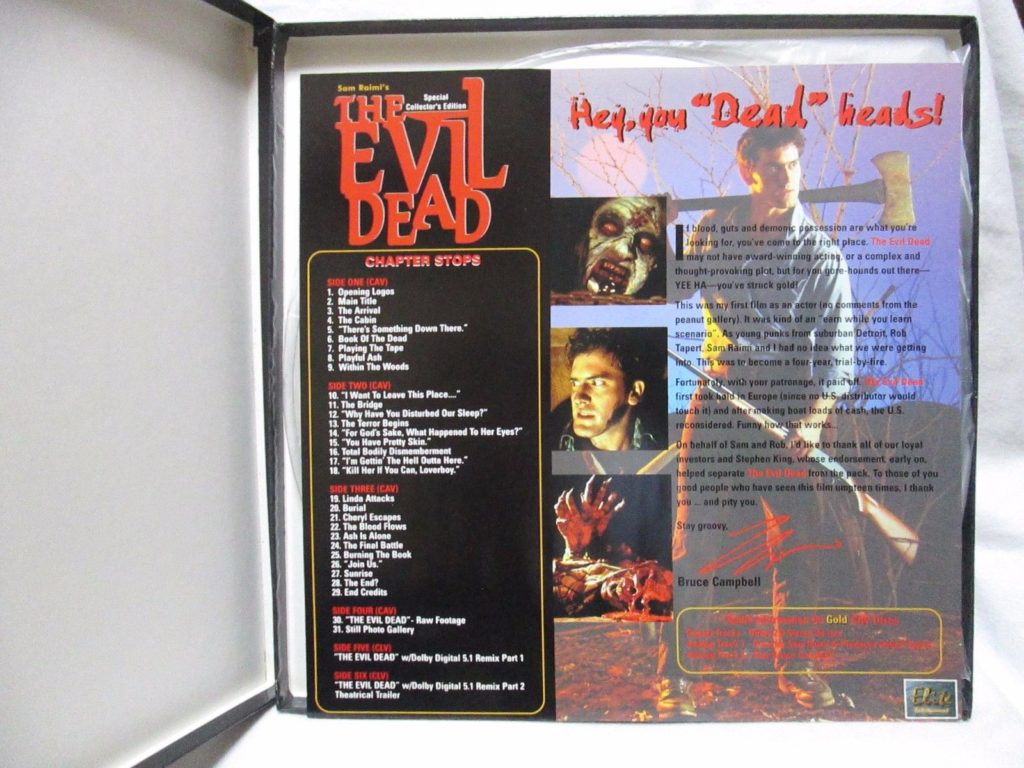 Sam Raimi's
Special
Collector's Edition
THE
EVIL
DEAD
CHAPTER STOPS
SIDE ONE (CAV)
1. Opening Logos
2. Main Title
3. The Arrival
4. The Cabin
5. "There's Something Down There."
6. Book Of The Dead
7. Playing The Tape
8. Playful Ash
9. Within The Woods
SIDE TWO (CAV)
10. "I Want To Leave This Place...."
11. The Bridge
12. "Why Have You Disturbed Our Sleep?"
13. The Terror Begins
14. "For God's Sake, What Happened To Her Eyes?"
15. "You Have Pretty Skin."
16. Total Bodily Dismemberment
17. "I'm Gettin' The Hell Outta Here."
18. "Kill Her If You Can, Loverboy."
SIDE THREE (CAV)
19. Linda Attacks
20. Burial
21. Cheryl Escapes
22. The Blood Flows
23. Ash Is Alone
24. The Final Battle
25. Burning The Book
26. "Join Us."
27. Sunrise
28. The End?
29. End Credits
SIDE FOUR (CAV)
30. "THE EVIL DEAD"- Raw Footage
31. Still Photo Gallery
SIDE FIVE (CLV)
"THE EVIL DEAD" w/Dolby Digital 5.1 Remix Part 1
SIDE SIX (CLV)
"THE EVIL DEAD" w/Dolby Digital 5.1 Remix Part 2
Theatrical Trailer
Hey, you "Dead" heads!
If blood, guts and demonic possession are what you're
looking for, you've come to the right place. The Evil Dead
may not have award-winning acting, or a complex and
thought-provoking plot, but for you gore-hounds out there—
YEE HA—you've struck gold!
This was my first film as an actor (no comments from the
peanut gallery). It was kind of an "earn while you learn
scenario". As young punks from suburban Detroit, Rob
Tapert, Sam Raimi and I had no idea what we were getting
into. This was to become a four-year, trial-by-fire.
Fortunately, with your patronage, it paid off. The Evil Dead
first took hold in Europe (since no U.S. distributor would
touch it) and after making boat loads of cash, the U.S.
reconsidered. Funny how that works...
On behalf of Sam and Rob, I'd like to thank all of our loyal
investors and Stephen King, whose endorsement, early on,
helped separate The Evil Dead from the pack. To those of you
good people who have seen this film umpteen times, I thank
you ... and pity you.
Stay groovy,
Bruce Campbell
Gold
Elite